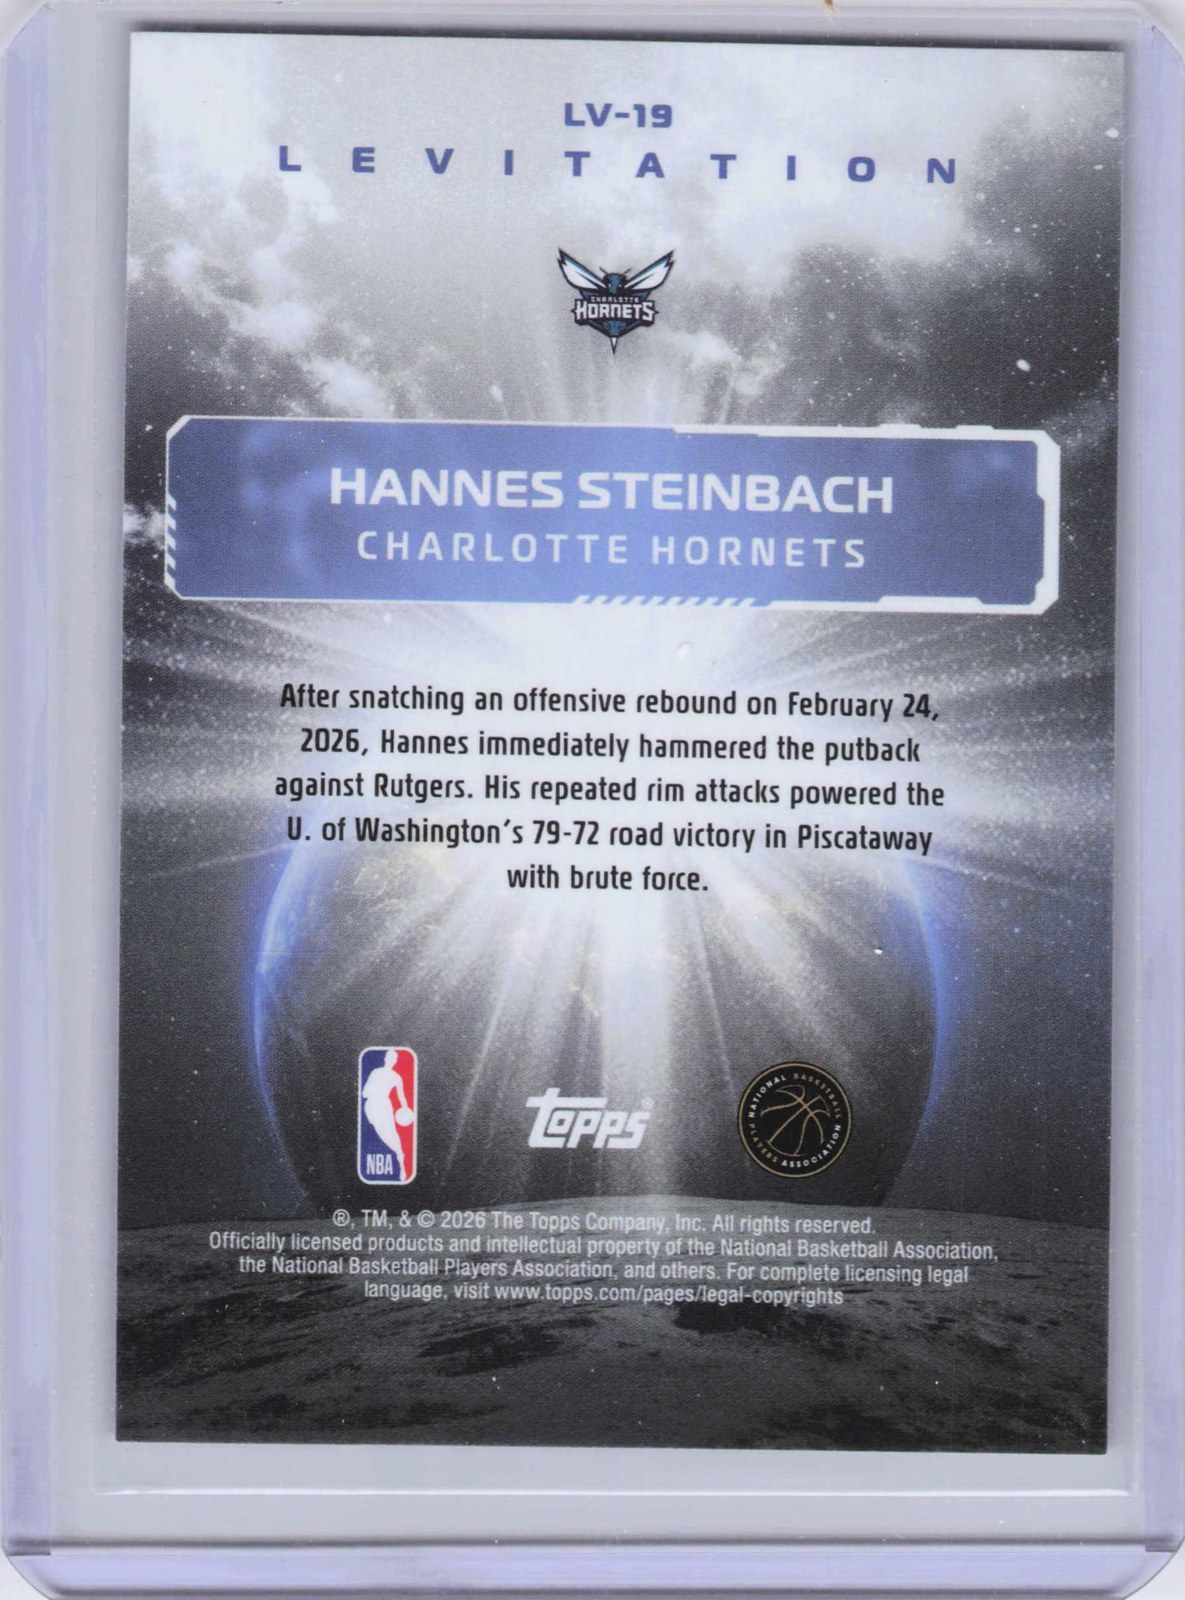 LV-19
LEVITATION
CHARLOTTE
HORNETS
HANNES STEINBACH
CHARLOTTE HORNETS
After snatching an offensive rebound on February 24,
2026, Hannes immediately hammered the putback
against Rutgers. His repeated rim attacks powered the
U. of Washington's 79-72 road victory in Piscataway
with brute force.
NBA
topps®
NATIONAL BASKETBALL PLAYERS ASSOCIATION
®, TM, & © 2026 The Topps Company, Inc. All rights reserved.
Officially licensed products and intellectual property of the National Basketball Association,
the National Basketball Players Association, and others. For complete licensing legal
language, visit www.topps.com/pages/legal-copyrights